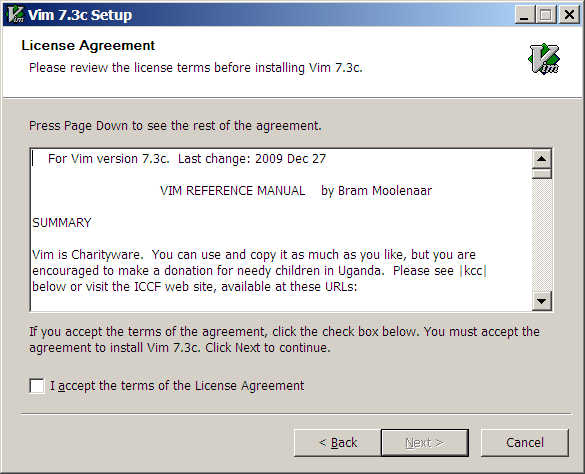 Vim 7.3c Setup
License Agreement
Please review the license terms before installing Vim 7.3c.
Vim
Press Page Down to see the rest of the agreement.
For Vim version 7.3c.  Last change: 2009 Dec 27
VIM REFERENCE MANUAL    by Bram Moolenaar
SUMMARY
Vim is Charityware.  You can use and copy it as much as you like, but you are
encouraged to make a donation for needy children in Uganda.  Please see |kcc|
below or visit the ICCF web site, available at these URLs:
If you accept the terms of the agreement, click the check box below. You must accept the
agreement to install Vim 7.3c. Click Next to continue.
I accept the terms of the License Agreement
< Back
Next >
Cancel